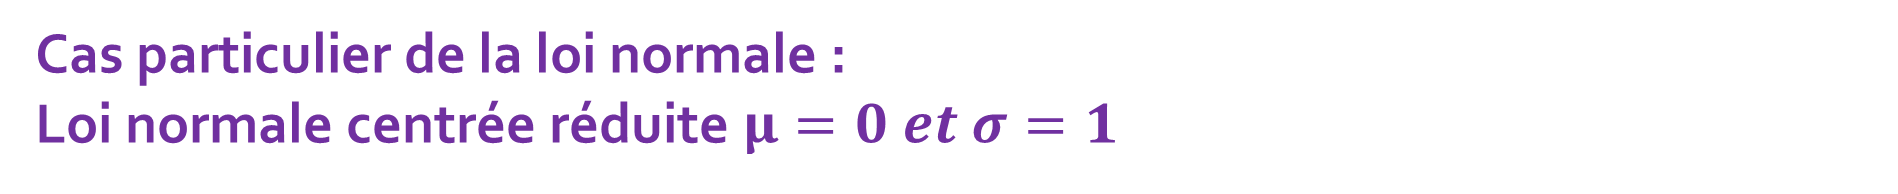 Cas particulier de la loi normale :
Loi normale centrée réduite μ = 0 et σ = 1